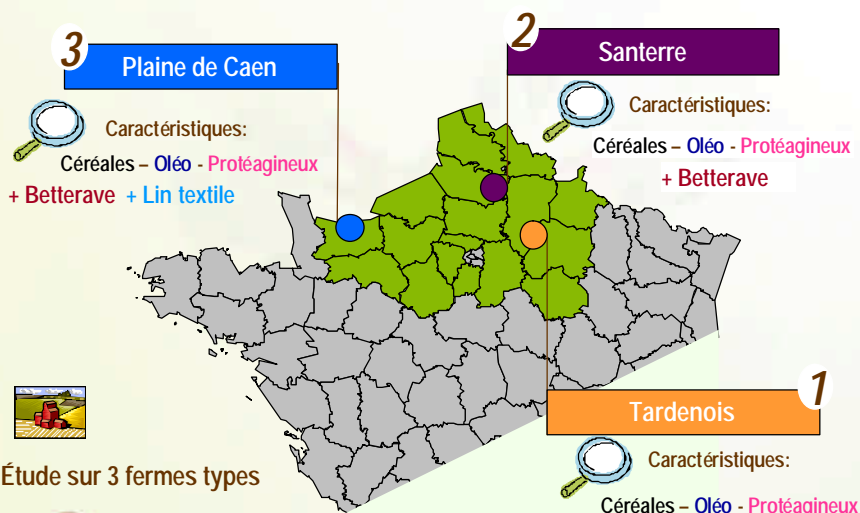 3
Plaine de Caen
Caractéristiques:
Céréales – Oléo - Protéagineux
+ Betterave + Lin textile
2
Santerre
Caractéristiques:
Céréales – Oléo - Protéagineux
+ Betterave
1
Tardenois
Caractéristiques:
Céréales – Oléo - Protéagineux
Étude sur 3 fermes types